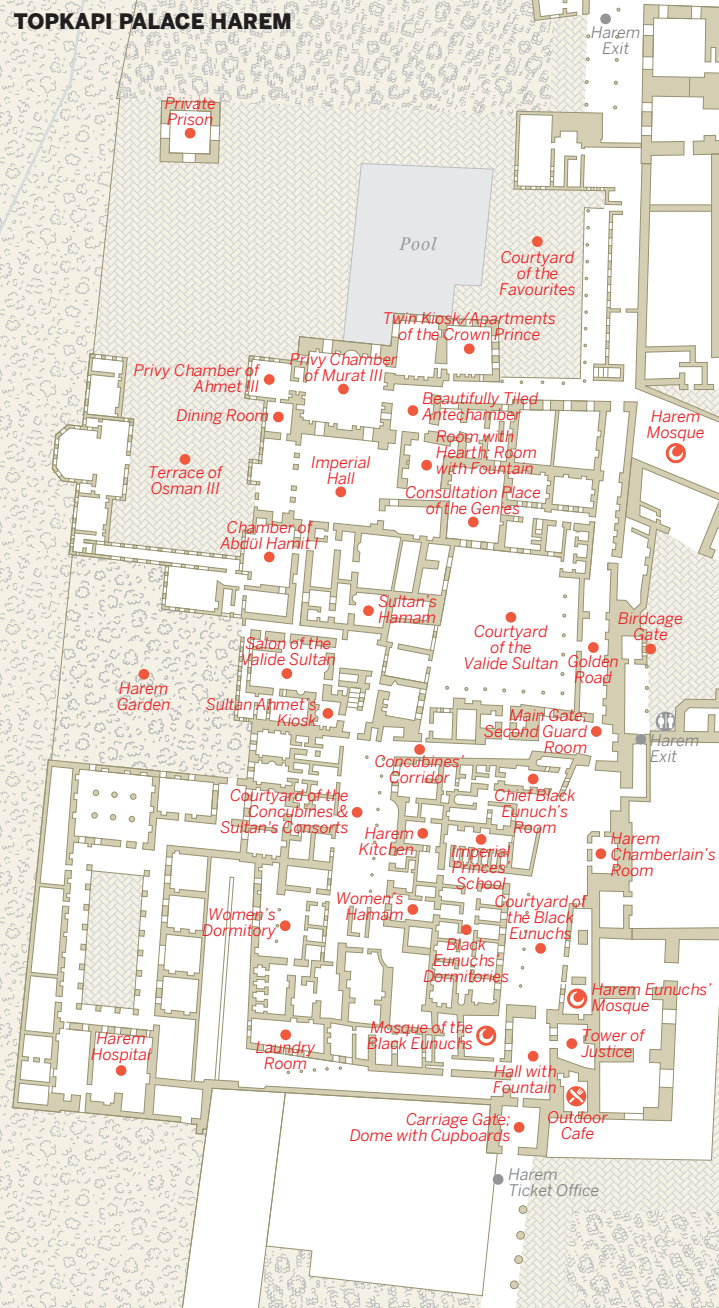 TOPKAPI PALACE HAREM
Harem
Exit
Private
Prison
Pool
Courtyard
of the
Favourites
Twin Kiosk/Apartments
of the Crown Prince
Privy Chamber
of Murat III
Privy Chamber of
Ahmet III
Beautifully Tiled
Antechamber
Dining Room
Harem
Mosque
Room with
Hearth; Room
with Fountain
Imperial
Hall
Terrace of
Osman III
Consultation Place
of the Genies
Chamber of
Abdül Hamit I
Sultan's
Hamam
Courtyard
of the
Valide Sultan
Birdcage
Gate
Golden
Road
Salon of the
Valide Sultan
Harem
Garden
Sultan Ahmet's
Kiosk
Main Gate;
Second Guard
Room
Harem
Exit
Concubines'
Corridor
Courtyard of the
Concubines &
Sultan's Consorts
Chief Black
Eunuch's
Room
Harem
Kitchen
Imperial
Princes
School
Harem
Chamberlain's
Room
Women's
Hamam
Courtyard of
the Black
Eunuchs
Women's
Dormitory
Black
Eunuchs'
Dormitories
Harem Eunuchs'
Mosque
Mosque of the
Black Eunuchs
Tower of
Justice
Harem
Hospital
Laundry
Room
Hall with
Fountain
Carriage Gate;
Dome with Cupboards
Outdoor
Cafe
Harem
Ticket Office